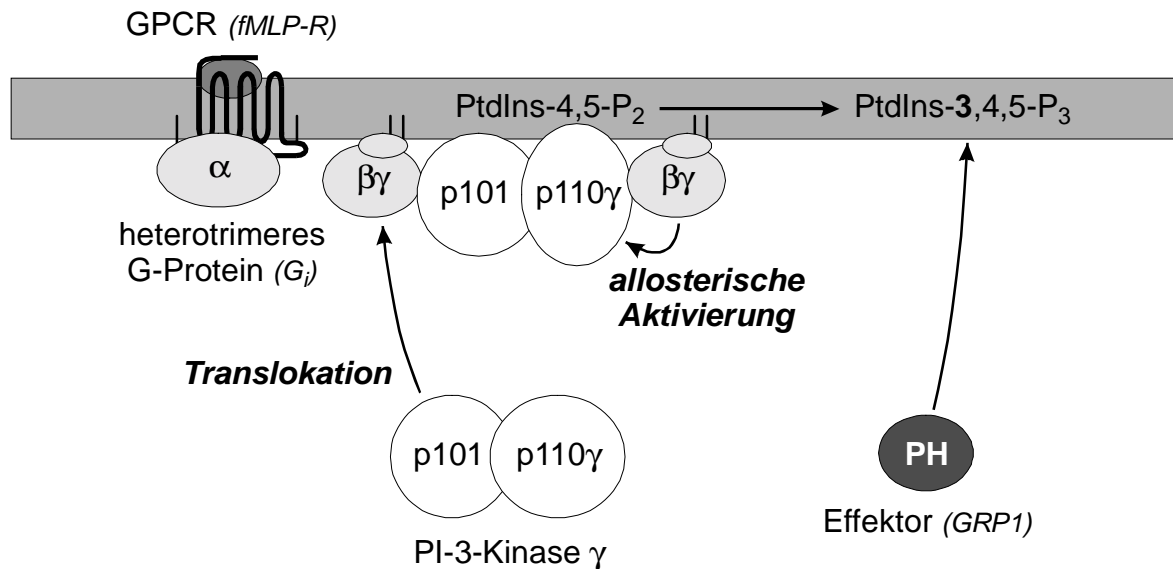 GPCR (fMLP-R)
PtdIns-4,5-P2
PtdIns-3,4,5-P3
α
βγ
p101
p110γ
βγ
heterotrimeres
G-Protein (Gi)
allosterische
Aktivierung
Translokation
p101
p110γ
PH
Effektor (GRP1)
PI-3-Kinase γ